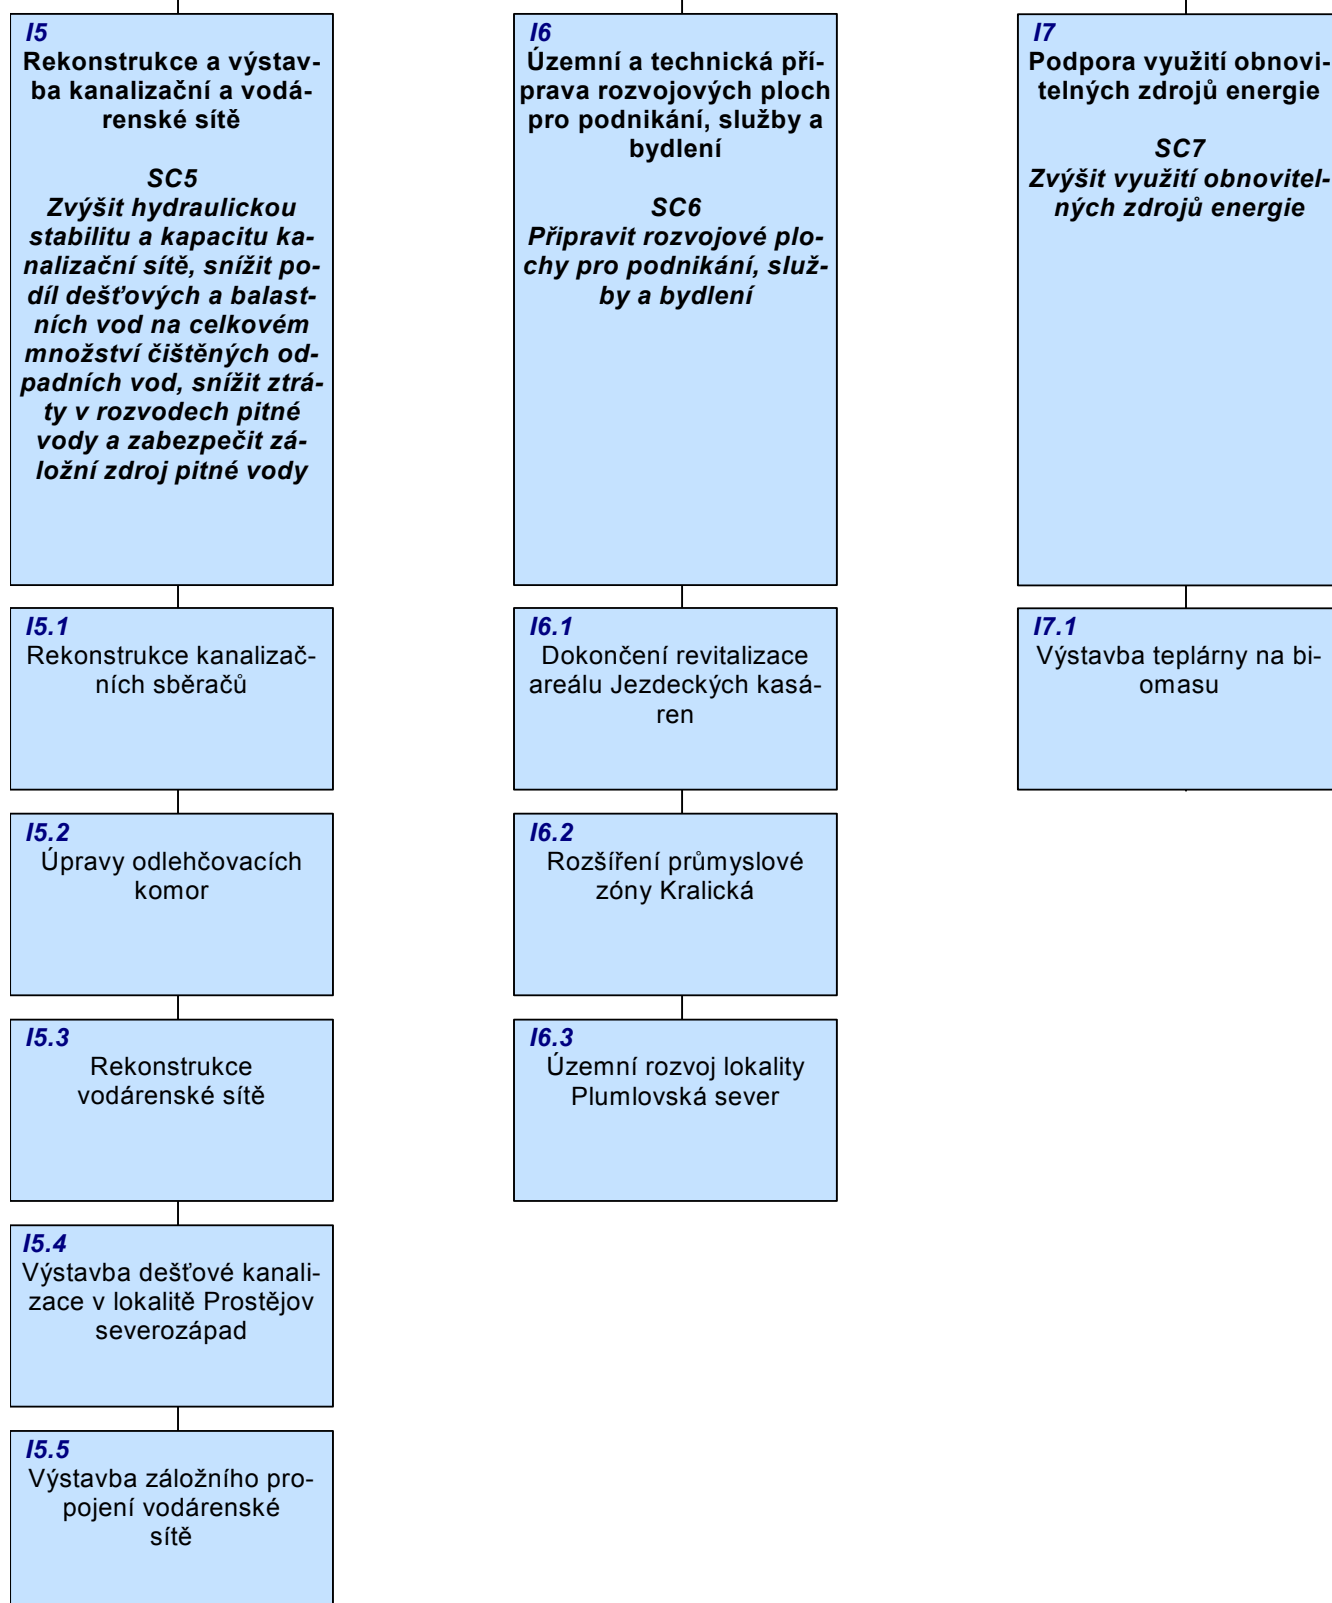 I5
Rekonstrukce a výstav-
ba kanalizační a vodá-
renské sítě
SC5
Zvýšit hydraulickou
stabilitu a kapacitu ka-
nalizační sítě, snížit po-
díl dešťových a balast-
ních vod na celkovém
množství čištěných od-
padních vod, snížit ztrá-
ty v rozvodech pitné
vody a zabezpečit zá-
ložní zdroj pitné vody
I5.1
Rekonstrukce kanalizač-
ních sběračů
I5.2
Úpravy odlehčovacích
komor
I5.3
Rekonstrukce
vodárenské sítě
I5.4
Výstavba dešťové kanali-
zace v lokalitě Prostějov
severozápad
I5.5
Výstavba záložního pro-
pojení vodárenské
sítě
I6
Územní a technická pří-
prava rozvojových ploch
pro podnikání, služby a
bydlení
SC6
Připravit rozvojové plo-
chy pro podnikání, služ-
by a bydlení
I6.1
Dokončení revitalizace
areálu Jezdeckých kasá-
ren
I6.2
Rozšíření průmyslové
zóny Kralická
I6.3
Územní rozvoj lokality
Plumlovská sever
I7
Podpora využití obnovi-
telných zdrojů energie
SC7
Zvýšit využití obnovitel-
ných zdrojů energie
I7.1
Výstavba teplárny na bi-
omasu